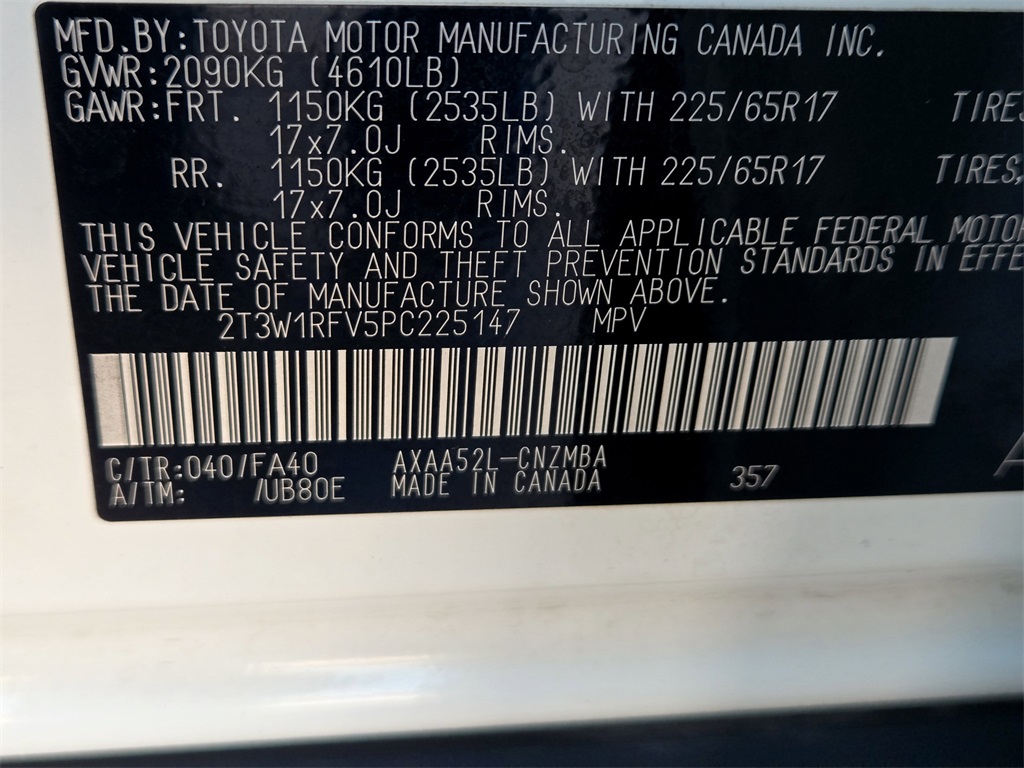 MFD.BY:TOYOTA MOTOR MANUFACTURING CANADA INC.
GVWR:2090KG (4610LB)
GAWR:FRT. 1150KG (2535LB) WITH 225/65R17 TIRES
17x7.0J RIMS.
RR. 1150KG (2535LB) WITH 225/65R17 TIRES,
17x7.0J RIMS.
THIS VEHICLE CONFORMS TO ALL APPLICABLE FEDERAL MOTOR
VEHICLE SAFETY AND THEFT PREVENTION STANDARDS IN EFFE
THE DATE OF MANUFACTURE SHOWN ABOVE.
2T3W1RFV5PC225147 MPV
C/TR:040/FA40 AXAA52L-CNZMBA
A/TM: /UB80E MADE IN CANADA 357